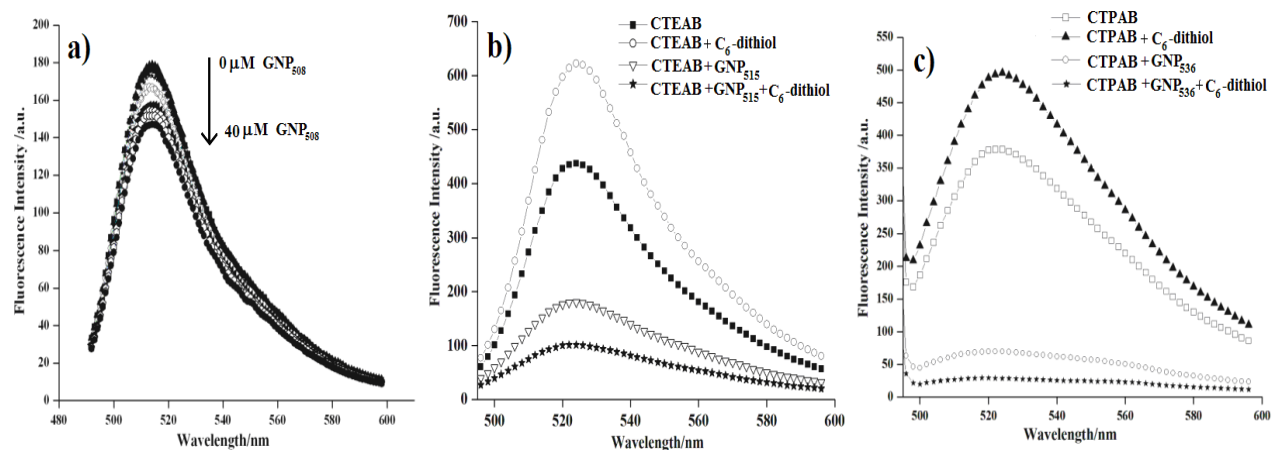 a)
0 μM GNP508
40 μM GNP508
200
180
160
140
120
100
80
60
40
20
0
480 500 520 540 560 580 600
Fluorescence Intensity /a.u.
Wavelength/nm
b)
CTEAB
CTEAB + C6-dithiol
CTEAB + GNP515
CTEAB +GNP515+C6-dithiol
700
600
500
400
300
200
100
0
500 520 540 560 580 600
Fluorescence Intensity /a.u.
Wavelength/nm
c)
CTPAB
CTPAB + C6-dithiol
CTPAB + GNP536
CTPAB +GNP536+C6-dithiol
550
500
450
400
350
300
250
200
150
100
50
0
500 520 540 560 580 600
Fluorescence Intensity /a.u.
Wavelength/nm